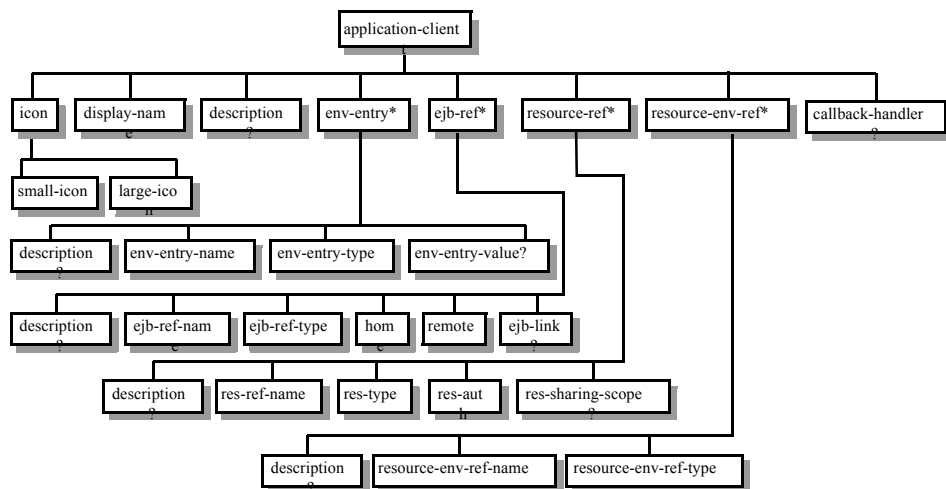 application-client
t
icon
display-nam
e
description
?
env-entry*
ejb-ref*
resource-ref*
resource-env-ref*
callback-handler
?
small-icon
large-ico
n
description
?
env-entry-name
env-entry-type
env-entry-value?
description
?
ejb-ref-nam
e
ejb-ref-type
hom
e
remote
ejb-link
?
description
?
res-ref-name
res-type
res-aut
h
res-sharing-scope
?
description
?
resource-env-ref-name
resource-env-ref-type